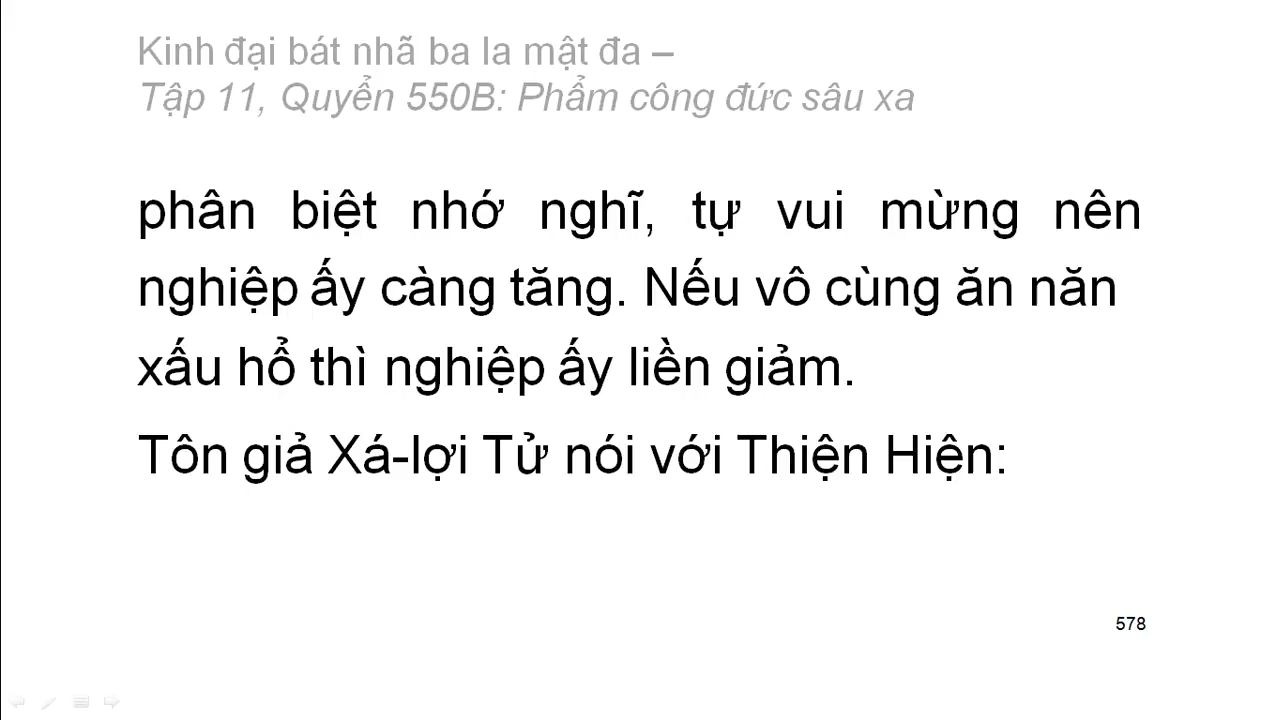 Kinh đại bát nhã ba la mật đa –
Tập 11, Quyển 550B: Phẩm công đức sâu xa
phân biệt nhớ nghĩ, tự vui mừng nên
nghiệp ấy càng tăng. Nếu vô cùng ăn năn
xấu hổ thì nghiệp ấy liền giảm.
Tôn giả Xá-lợi Tử nói với Thiện Hiện:
578